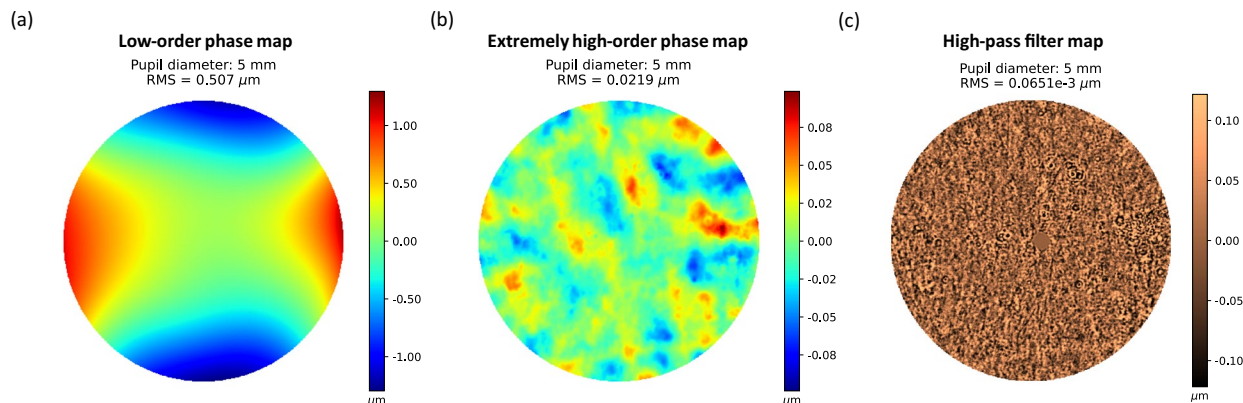 (a)
Low-order phase map
Pupil diameter: 5 mm
RMS = 0.507 μm
1.00
0.50
0.00
-0.50
-1.00
μm
(b)
Extremely high-order phase map
Pupil diameter: 5 mm
RMS = 0.0219 μm
0.08
0.05
0.02
0.00
-0.02
-0.05
-0.08
μm
(c)
High-pass filter map
Pupil diameter: 5 mm
RMS = 0.0651e-3 μm
0.10
0.05
0.00
-0.05
-0.10
μm